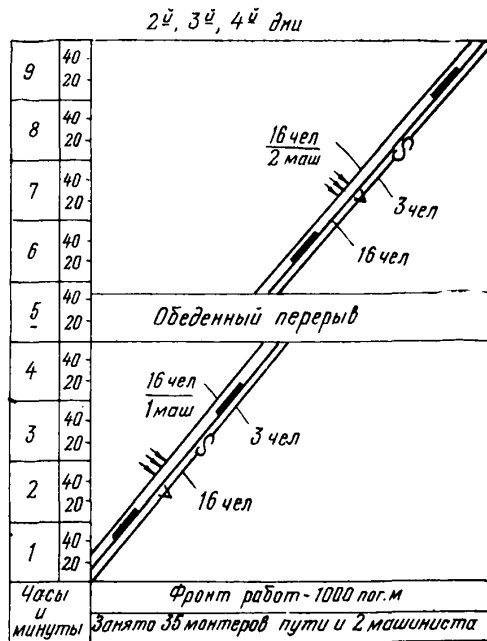 2й, 3й, 4й дни
9 40 20
8 40 20
16 чел
2 маш
7 40 20
3 чел
6 40 20
16 чел
5 40 20
Обеденный перерыв
4 40 20
16 чел
1 маш
3 40 20
3 чел
2 40 20
16 чел
1 40 20
Часы и минуты
Фронт работ-1000 пог.м
Занято 35 монтеров пути и 2 машиниста